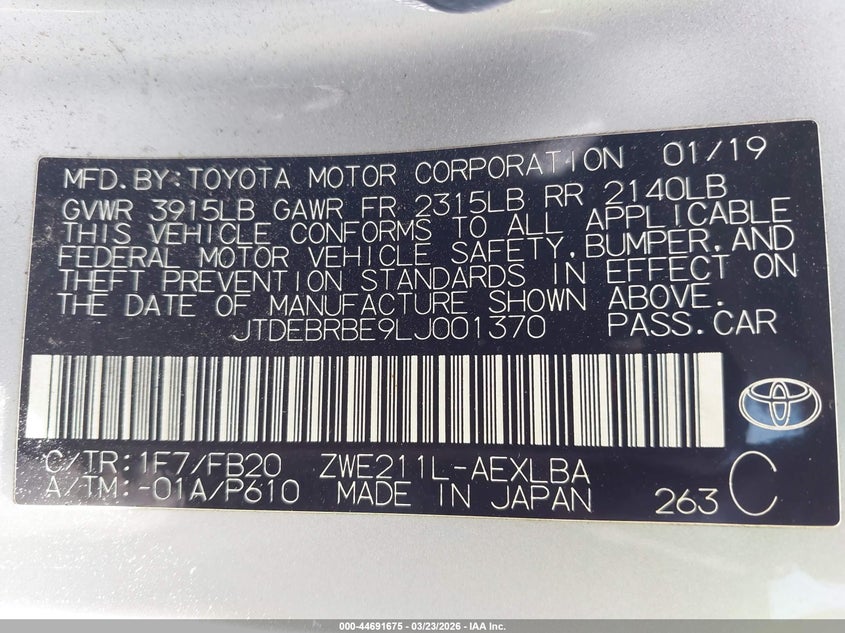 MFD.BY:TOYOTA MOTOR CORPORATION 01/19
GVWR 3915LB GAWR FR 2315LB RR 2140LB
THIS VEHICLE CONFORMS TO ALL APPLICABLE
FEDERAL MOTOR VEHICLE SAFETY,BUMPER,AND
THEFT PREVENTION STANDARDS IN EFFECT ON
THE DATE OF MANUFACTURE SHOWN ABOVE.
JTDEBRBE9LJ001370 PASS.CAR
C/TR:1F7/FB20 ZWE211L-AEXLBA
A/TM:-01A/P610 MADE IN JAPAN 263 C
000-44691675 | 03/23/2026 | IAA Inc.